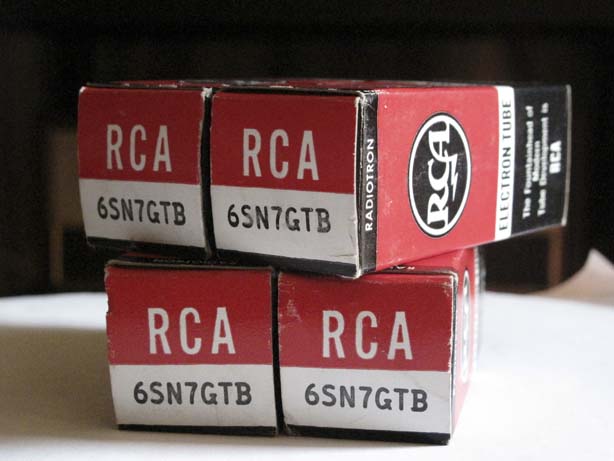 RCA
6SN7GTB
RCA
6SN7GTB
RADIOTRON
RCA
ELECTRON TUBE
The Fountainhead of
Modern
Tube Development is
RCA
RCA
6SN7GTB
RCA
6SN7GTB